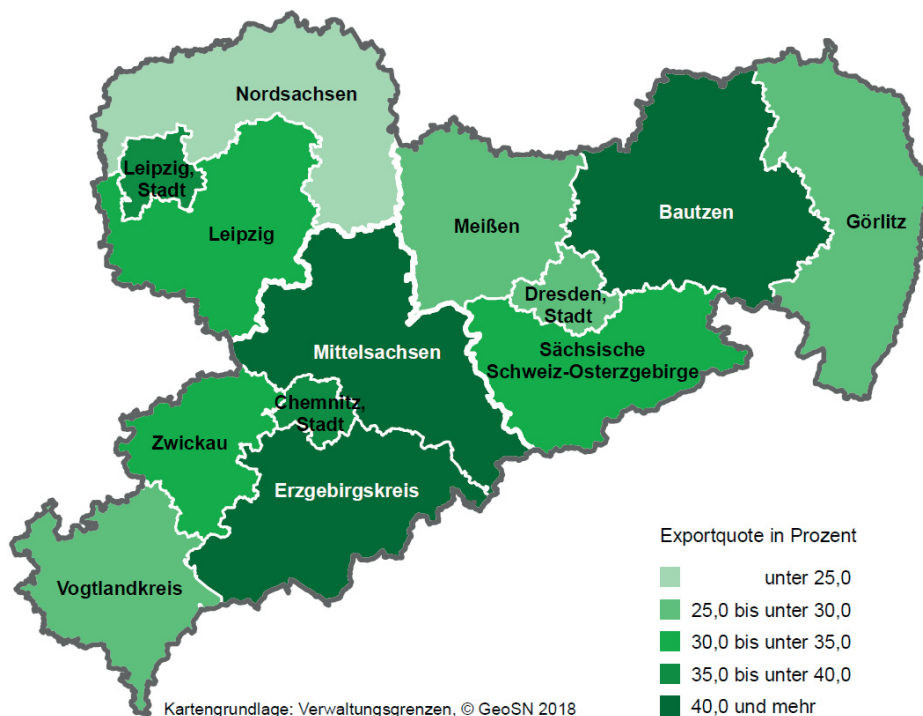 Nordsachsen
Leipzig,
Stadt
Leipzig
Meißen
Bautzen
Görlitz
Dresden,
Stadt
Mittelsachsen
Sächsische
Schweiz-Osterzgebirge
Chemnitz,
Stadt
Zwickau
Erzgebirgskreis
Vogtlandkreis
Exportquote in Prozent
unter 25,0
25,0 bis unter 30,0
30,0 bis unter 35,0
35,0 bis unter 40,0
40,0 und mehr
Kartengrundlage: Verwaltungsgrenzen, © GeoSN 2018